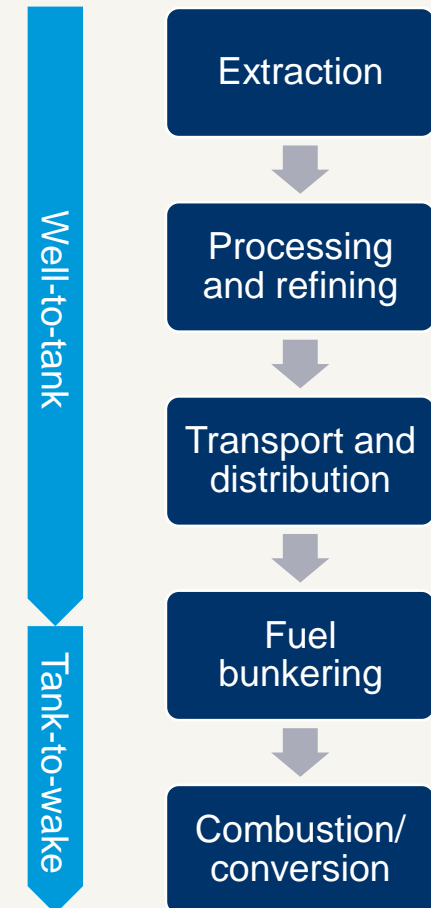 Well-to-tank
Tank-to-wake
Extraction
Processing
and refining
Transport and
distribution
Fuel
bunkering
Combustion/
conversion